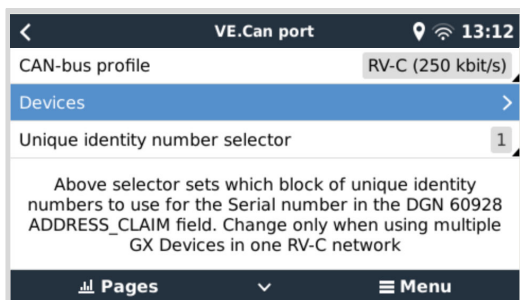 VE.Can port 13:12
CAN-bus profile RV-C (250 kbit/s)
Devices
Unique identity number selector 1
Above selector sets which block of unique identity
numbers to use for the Serial number in the DGN 60928
ADDRESS_CLAIM field. Change only when using multiple
GX Devices in one RV-C network
Pages Menu